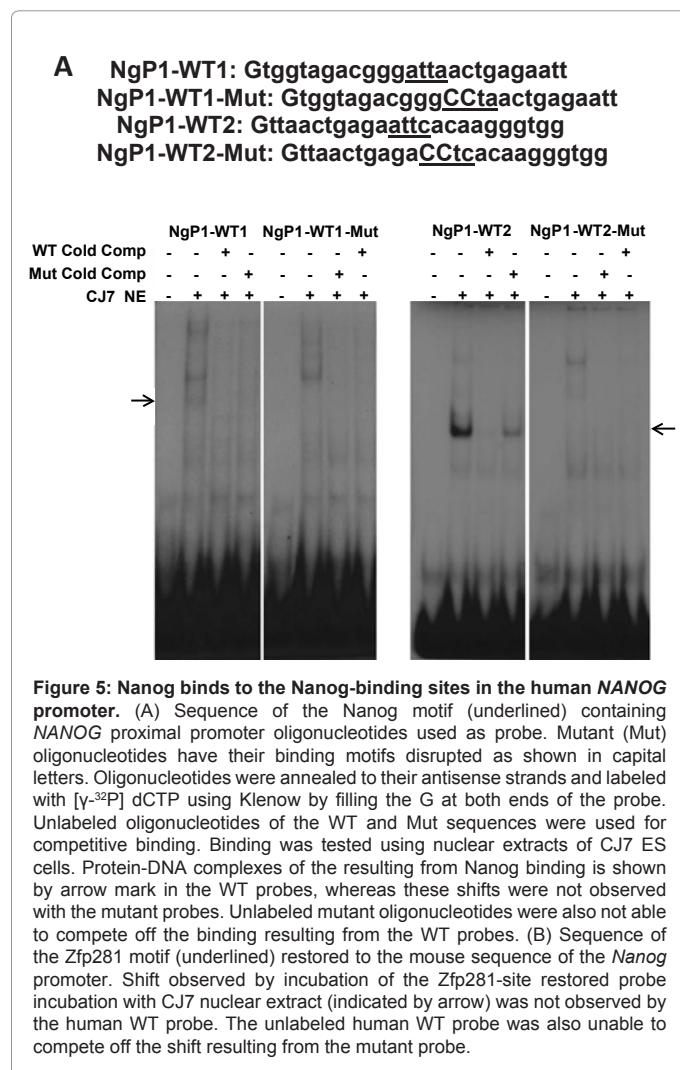 A NgP1-WT1: Gtggtagacgggattaactgagaatt
NgP1-WT1-Mut: GtggtagacgggCCtaactgagaatt
NgP1-WT2: Gttaactgagaattcacaagggtgg
NgP1-WT2-Mut: GttaactgagaCCtcacaagggtgg
NgP1-WT1 NgP1-WT1-Mut NgP1-WT2 NgP1-WT2-Mut
WT Cold Comp - - + - - - - + - - + - - - - +
Mut Cold Comp - - - + - - + - - - - + - - + -
CJ7 NE - + + + - + + + - + + + - + + +
Figure 5: Nanog binds to the Nanog-binding sites in the human NANOG
promoter. (A) Sequence of the Nanog motif (underlined) containing
NANOG proximal promoter oligonucleotides used as probe. Mutant (Mut)
oligonucleotides have their binding motifs disrupted as shown in capital
letters. Oligonucleotides were annealed to their antisense strands and labeled
with [γ-³²P] dCTP using Klenow by filling the G at both ends of the probe.
Unlabeled oligonucleotides of the WT and Mut sequences were used for
competitive binding. Binding was tested using nuclear extracts of CJ7 ES
cells. Protein-DNA complexes of the resulting from Nanog binding is shown
by arrow mark in the WT probes, whereas these shifts were not observed
with the mutant probes. Unlabeled mutant oligonucleotides were also not able
to compete off the binding resulting from the WT probes. (B) Sequence of
the Zfp281 motif (underlined) restored to the mouse sequence of the Nanog
promoter. Shift observed by incubation of the Zfp281-site restored probe
incubation with CJ7 nuclear extract (indicated by arrow) was not observed by
the human WT probe. The unlabeled human WT probe was also unable to
compete off the shift resulting from the mutant probe.